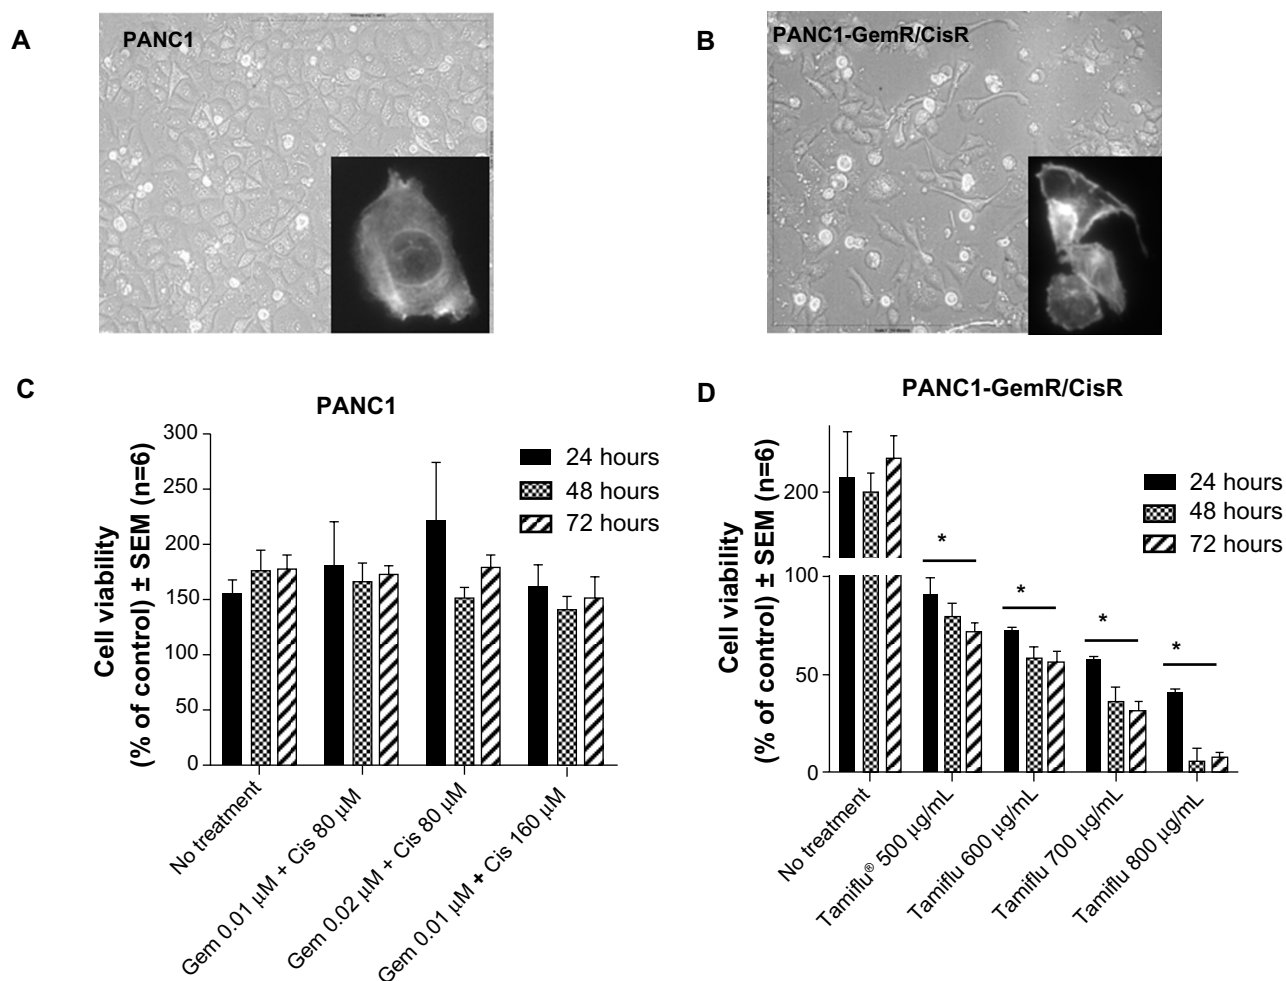 A
PANC1
B
PANC1-GemR/CisR
C
PANC1
Cell viability
(% of control) ± SEM (n=6)
300
250
200
150
100
50
0
24 hours
48 hours
72 hours
No treatment
Gem 0.01 µM + Cis 80 µM
Gem 0.02 µM + Cis 80 µM
Gem 0.01 µM + Cis 160 µM
D
PANC1-GemR/CisR
Cell viability
(% of control) ± SEM (n=6)
200
100
50
0
24 hours
48 hours
72 hours
*
*
*
*
No treatment
Tamiflu® 500 µg/mL
Tamiflu 600 µg/mL
Tamiflu 700 µg/mL
Tamiflu 800 µg/mL